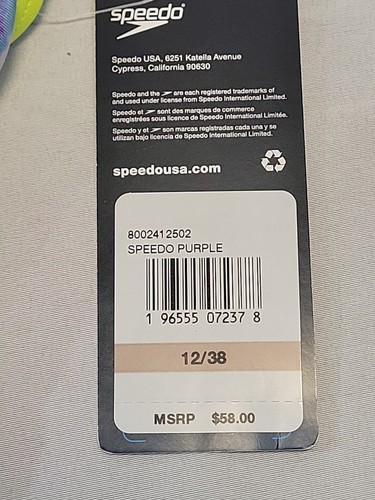 speedo
Speedo USA, 6251 Katella Avenue
Cypress, California 90630
Speedo and the are each registered trademarks of
and used under license from Speedo International Limited.
Speedo et sont des marques de commerce
enregistrées sous licence de Speedo International Limitée.
Speedo y et son marcas registradas cada una y se
utilizan bajo licencia de Speedo International Limited.
speedousa.com
8002412502
SPEEDO PURPLE
1 96555 07237 8
12/38
MSRP $58.00